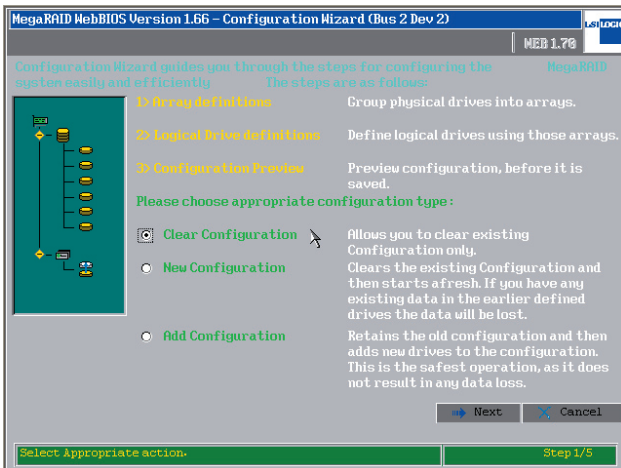 MegaRAID WebBIOS Version 1.66 – Configuration Wizard (Bus 2 Dev 2)
LSI LOGIC
WEB 1.70
Configuration Wizard guides you through the steps for configuring the MegaRAID
system easily and efficiently The steps are as follows:
1> Array definitions Group physical drives into arrays.
2> Logical Drive definitions Define logical drives using those arrays.
3> Configuration Preview Preview configuration, before it is
saved.
Please choose appropriate configuration type :
Clear Configuration Allows you to clear existing
Configuration only.
New Configuration Clears the existing Configuration and
then starts afresh. If you have any
existing data in the earlier defined
drives the data will be lost.
Add Configuration Retains the old configuration and then
adds new drives to the configuration.
This is the safest operation, as it does
not result in any data loss.
Next Cancel
Select Appropriate action. Step 1/5